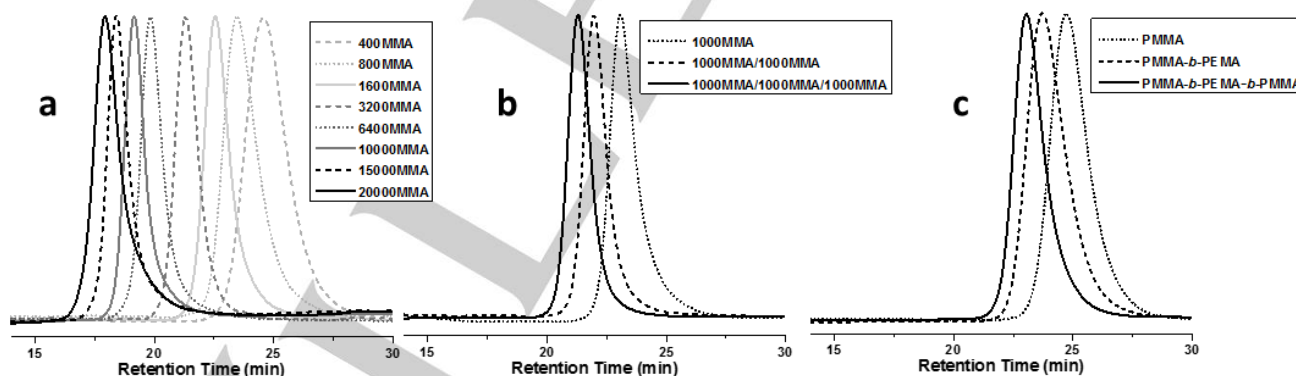 a
400MMA
800MMA
1600MMA
3200MMA
6400MMA
10000MMA
15000MMA
20000MMA
15 20 25 30
Retention Time (min)
b
1000MMA
1000MMA/1000MMA
1000MMA/1000MMA/1000MMA
15 20 25 30
Retention Time (min)
c
PMMA
PMMA-b-PEMA
PMMA-b-PEMA-b-PMMA
15 20 25 30
Retention Time (min)